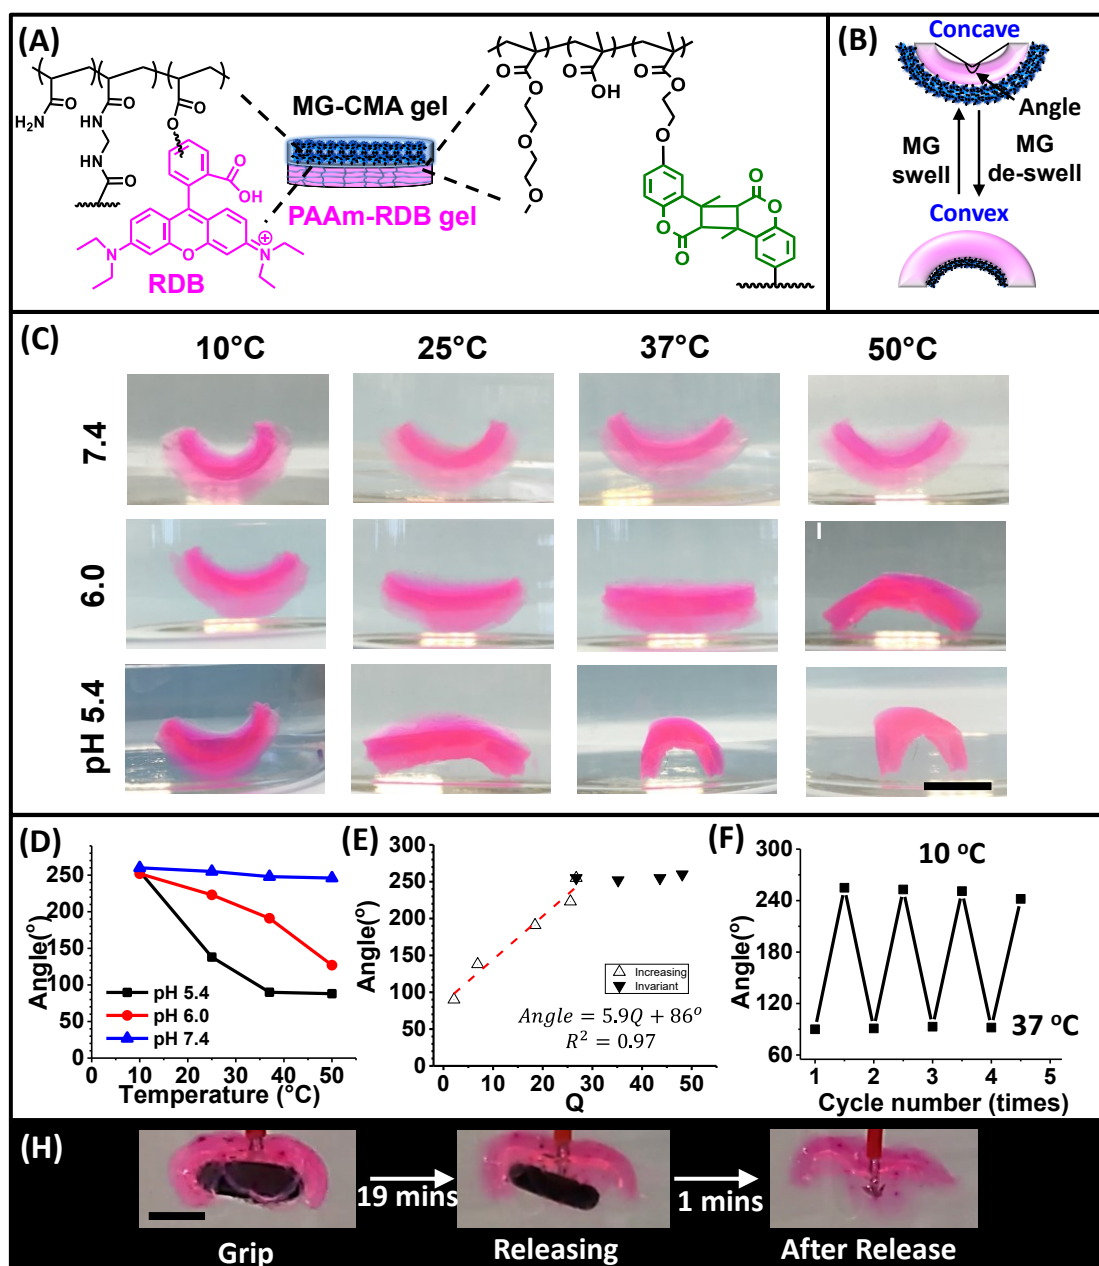 (A)
O
O
O
H2N
HN
O
HN
O
O
OH
N
O
N
+
RDB
MG-CMA gel
PAAm-RDB gel
O
O
O
OH
O
O
O
O
O
O
O
O
O
O
O
(B)
Concave
Angle
MG
swell
MG
de-swell
Convex
(C)
10°C
25°C
37°C
50°C
7.4
6.0
pH 5.4
(D)
Angle(°)
250
200
150
100
50
0
pH 5.4
pH 6.0
pH 7.4
0 10 20 30 40 50
Temperature (°C)
(E)
Angle(°)
300
250
200
150
100
50
0
Increasing
Invariant
Angle = 5.9Q + 86°
R² = 0.97
0 10 20 30 40 50
Q
(F)
Angle(°)
300
240
180
120
60
10 °C
37 °C
1 2 3 4 5
Cycle number (times)
(H)
19 mins
1 mins
Grip
Releasing
After Release